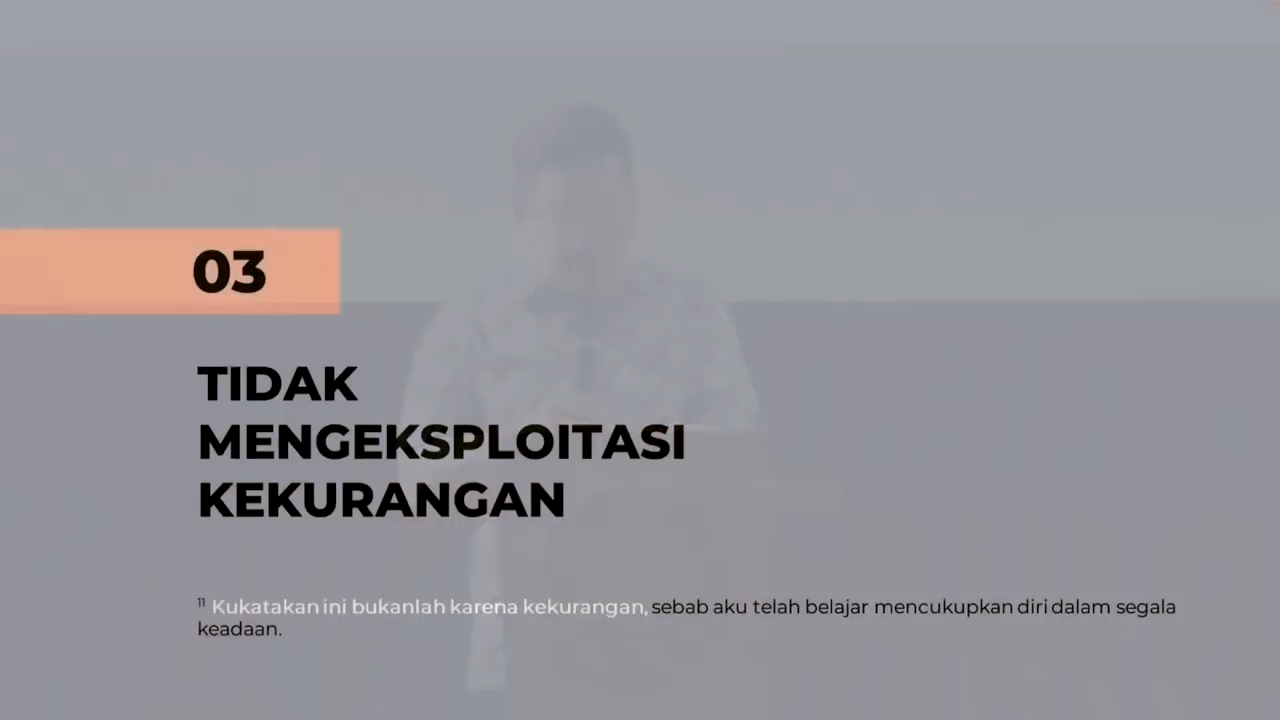 03
TIDAK
MENGEKSPLOITASI
KEKURANGAN
¹¹ Kukatakan ini bukanlah karena kekurangan, sebab aku telah belajar mencukupkan diri dalam segala
keadaan.